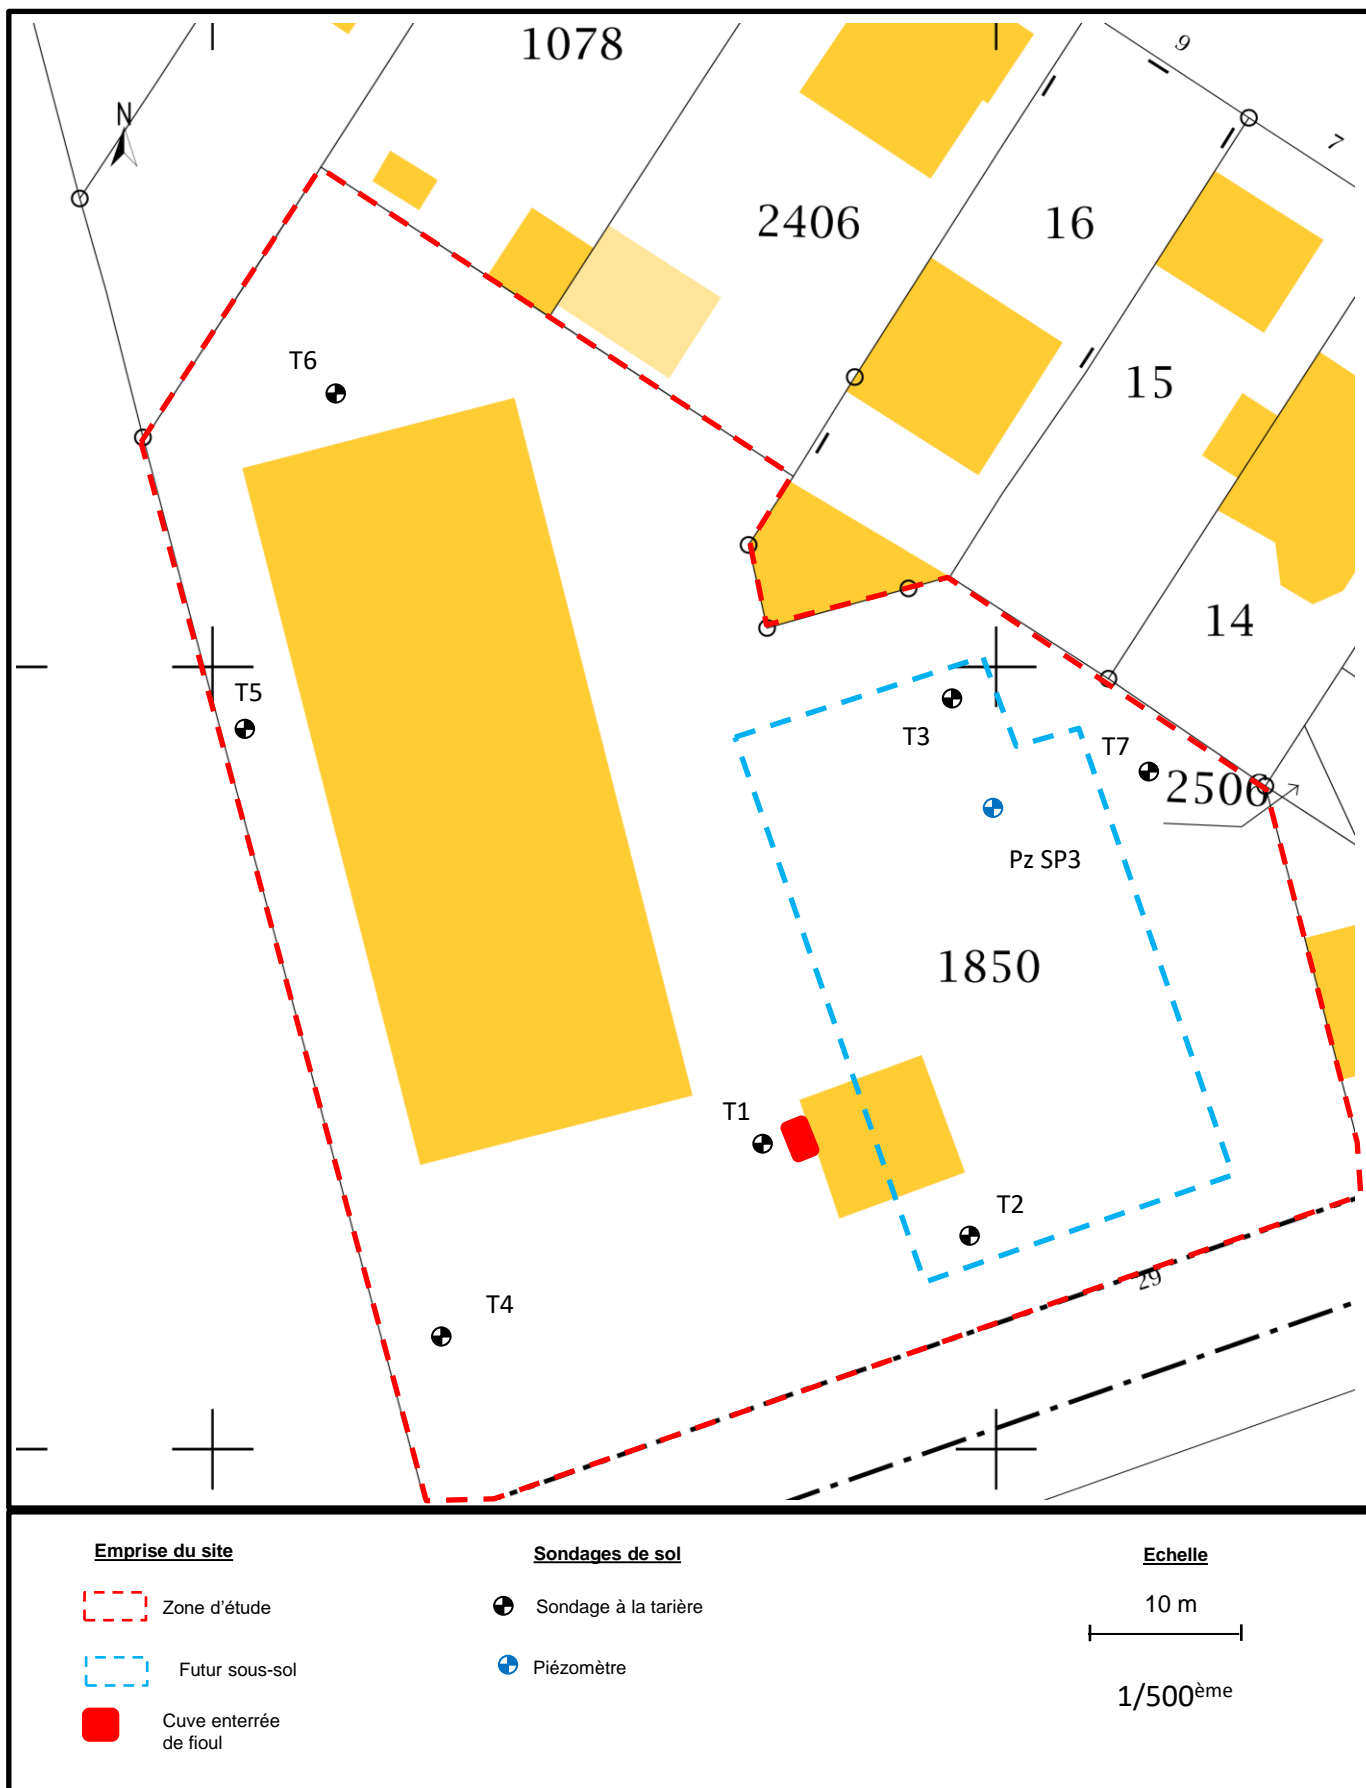 1078
9
N
7
2406
16
T6
15
14
T5
T3
T7
2506
Pz SP3
1850
T1
T2
29
T4
Emprise du site
Zone d'étude
Futur sous-sol
Cuve enterrée
de fioul
Sondages de sol
Sondage à la tarière
Piézomètre
Echelle
10 m
1/500ème